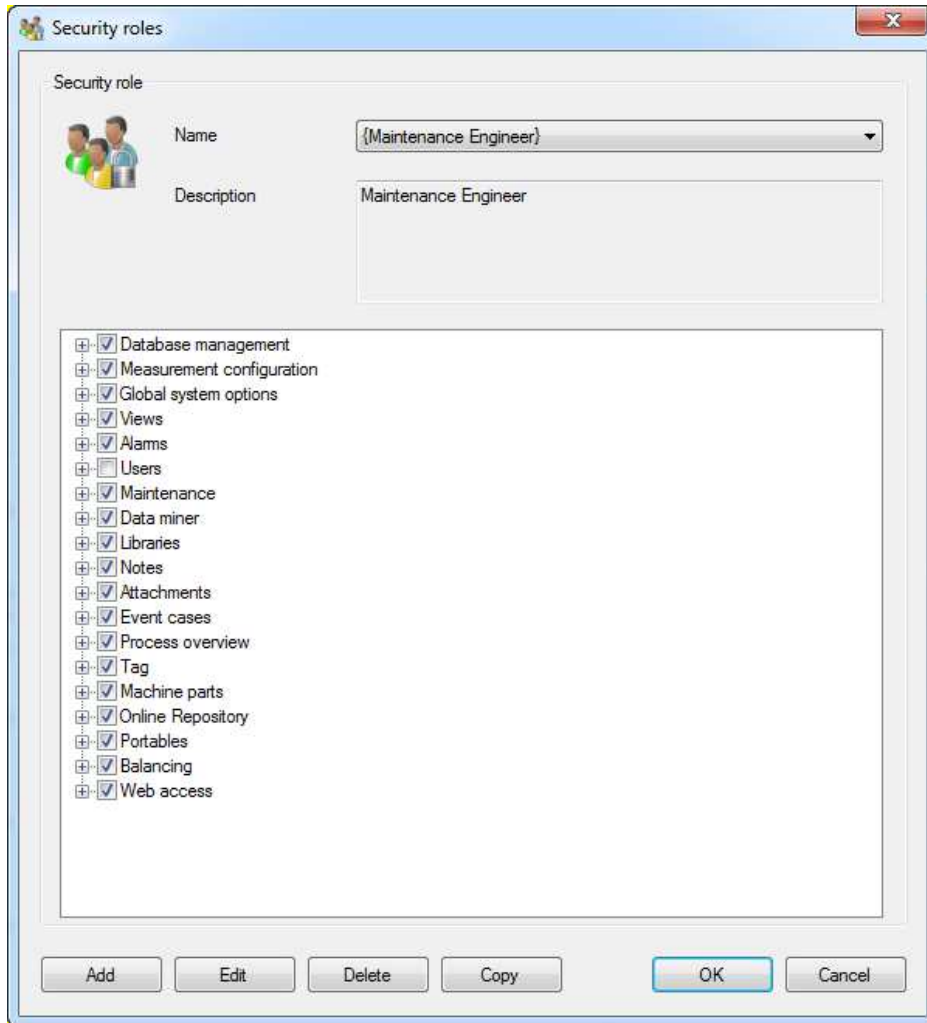 Security roles
Security role
Name
{Maintenance Engineer}
Description
Maintenance Engineer
Database management
Measurement configuration
Global system options
Views
Alarms
Users
Maintenance
Data miner
Libraries
Notes
Attachments
Event cases
Process overview
Tag
Machine parts
Online Repository
Portables
Balancing
Web access
Add Edit Delete Copy OK Cancel